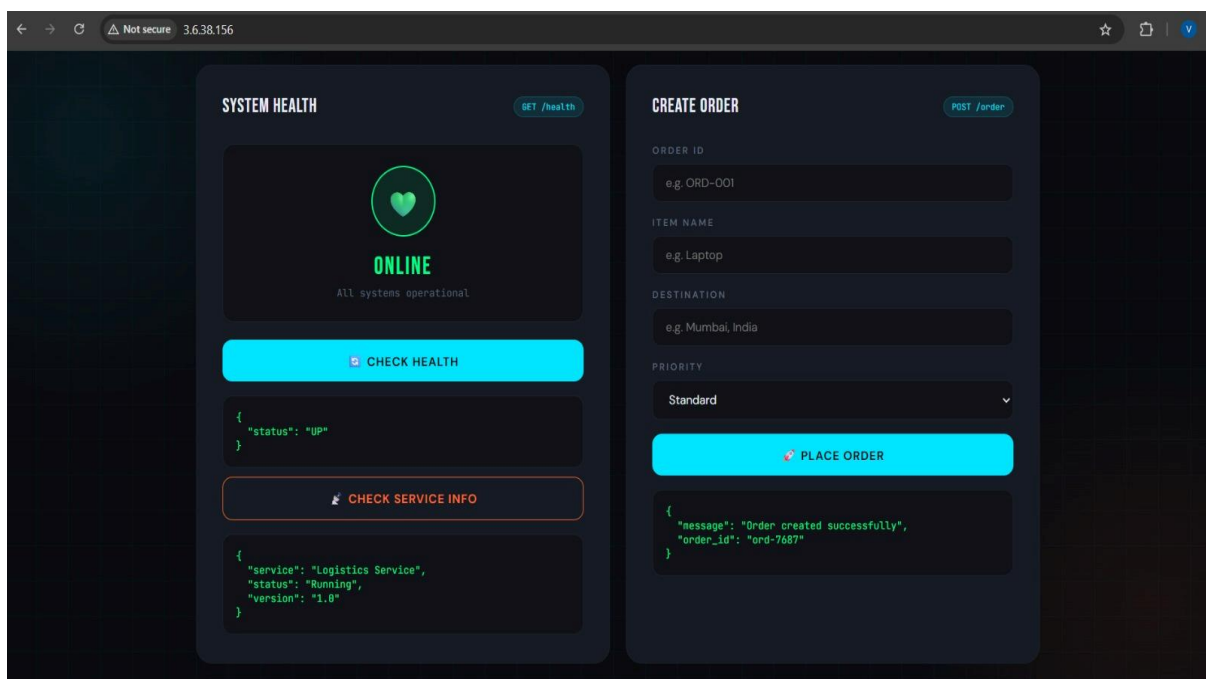 Not secure 3.6.38.156
V
SYSTEM HEALTH
GET /health
ONLINE
All systems operational
CHECK HEALTH
{
"status": "UP"
}
CHECK SERVICE INFO
{
"service": "Logistics Service",
"status": "Running",
"version": "1.0"
}
CREATE ORDER
POST /order
ORDER ID
e.g. ORD-001
ITEM NAME
e.g. Laptop
DESTINATION
e.g. Mumbai, India
PRIORITY
Standard
PLACE ORDER
{
"message": "Order created successfully",
"order_id": "ord-7687"
}